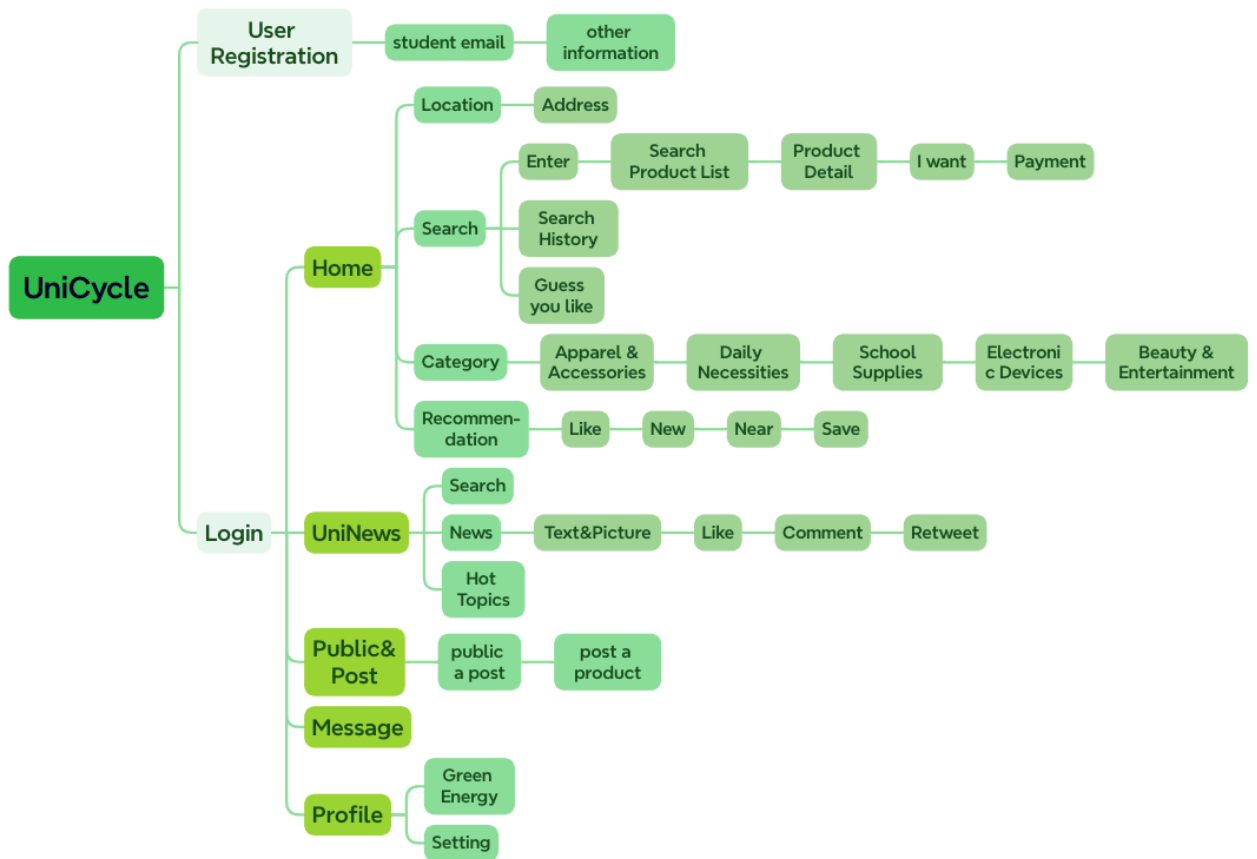 User
Registration
student email
other
information
Location
Address
Enter
Search
Product List
Product
Detail
I want
Payment
Search
Search
History
Guess
you like
Home
UniCycle
Category
Apparel &
Accessories
Daily
Necessities
School
Supplies
Electroni
c Devices
Beauty &
Entertainment
Recommen-
dation
Like
New
Near
Save
Login
UniNews
Search
News
Text&Picture
Like
Comment
Retweet
Hot
Topics
Public&
Post
public
a post
post a
product
Message
Profile
Green
Energy
Setting